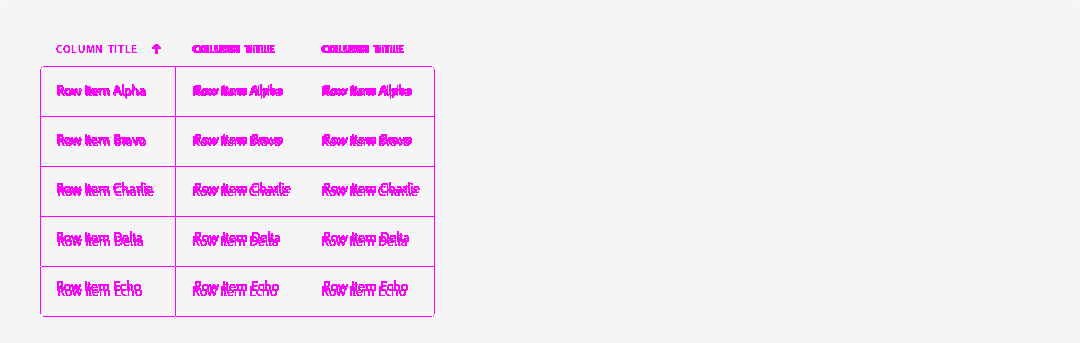 COLUMN TITLE COLUMN TITLE COLUMN TITLE
Row Item Alpha Row Item Alpha Row Item Alpha
Row Item Bravo Row Item Bravo Row Item Bravo
Row Item Charlie Row Item Charlie Row Item Charlie
Row Item Delta Row Item Delta Row Item Delta
Row Item Echo Row Item Echo Row Item Echo